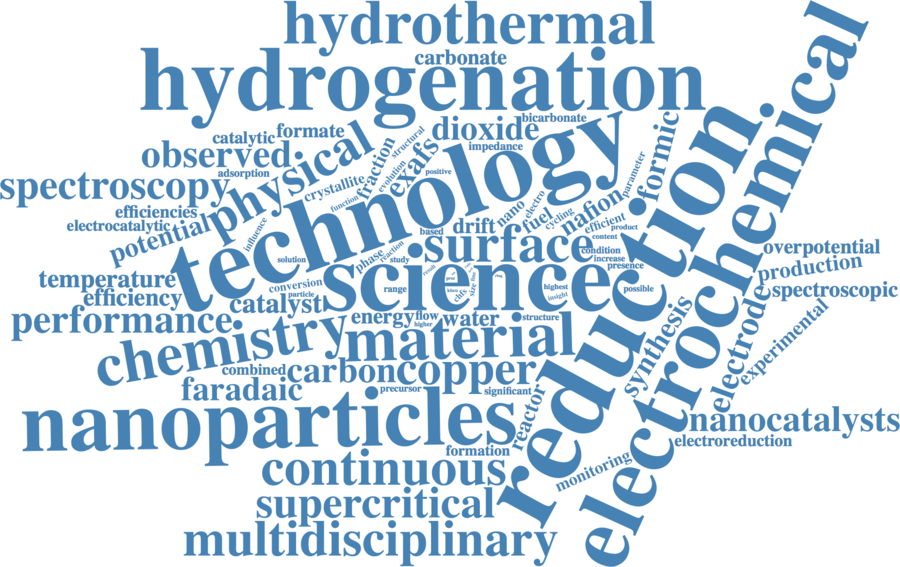 hydrothermal
carbonate
hydrogenation
electrochemical
bicarbonate
formate
catalytic
dioxide
structural
impedance
observed
physical
fraction
exafs
technology
formic
reduction
adsorption
evolution
positive
spectroscopy
crystallite
function
nano
electro
parameter
efficiencies
electrocatalytic
potential
influence
based
drift
fuel
cycling
nafion
efficient
product
content
surface
condition
increase
presence
overpotential
solution
phase
reaction
study
science
production
temperature
conversion
particle
range
highest
insight
possible
spectroscopic
efficiency
catalyst
energy
flow
higher
water
structure
synthesis
electrode
experimental
performance
chemistry
material
combined
carbon
copper
faradaic
precursor
significant
reactor
nanoparticles
nanocatalysts
electroreduction
formation
monitoring
continuous
supercritical
multidisciplinary